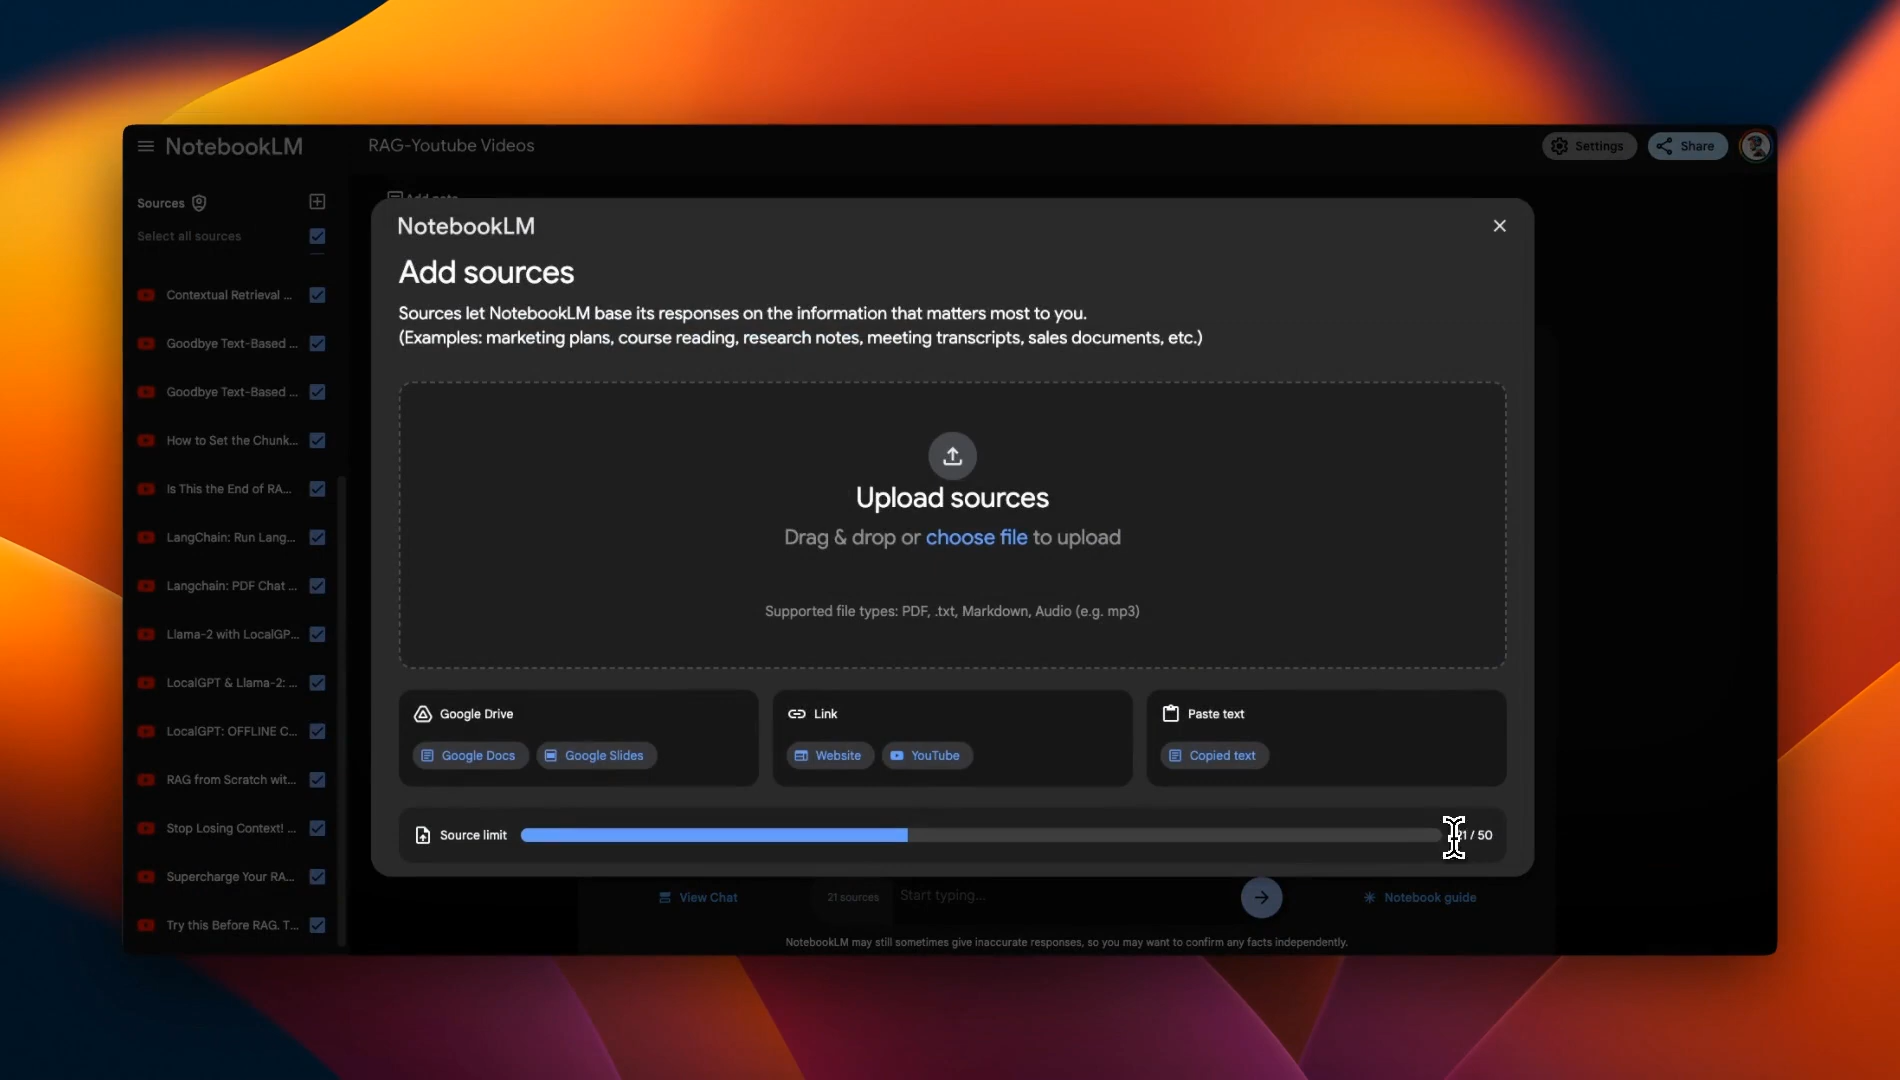 NotebookLM
RAG-Youtube Videos
Settings
Share
Sources
Select all sources
Contextual Retrieval ...
Goodbye Text-Based ...
Goodbye Text-Based ...
How to Set the Chunk...
Is This the End of RA...
LangChain: Run Lang...
Langchain: PDF Chat ...
Llama-2 with LocalGP...
LocalGPT & Llama-2: ...
LocalGPT: OFFLINE C...
RAG from Scratch wit...
Stop Losing Context! ...
Supercharge Your RA...
Try this Before RAG. T...
NotebookLM
Add sources
Sources let NotebookLM base its responses on the information that matters most to you.
(Examples: marketing plans, course reading, research notes, meeting transcripts, sales documents, etc.)
Upload sources
Drag & drop or choose file to upload
Supported file types: PDF, .txt, Markdown, Audio (e.g. mp3)
Google Drive
Google Docs
Google Slides
Link
Website
YouTube
Paste text
Copied text
Source limit
/ 50
View Chat
21 sources
Start typing...
Notebook guide
NotebookLM may still sometimes give inaccurate responses, so you may want to confirm any facts independently.